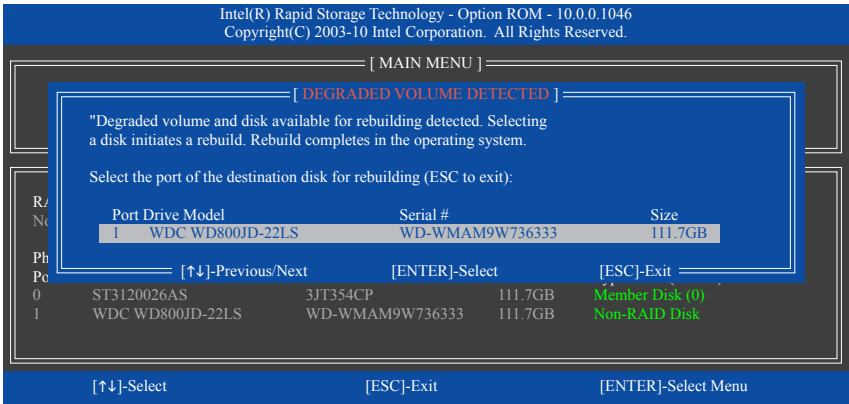 Intel(R) Rapid Storage Technology - Option ROM - 10.0.0.1046
Copyright(C) 2003-10 Intel Corporation. All Rights Reserved.
[ MAIN MENU ]
[ DEGRADED VOLUME DETECTED ]
"Degraded volume and disk available for rebuilding detected. Selecting
a disk initiates a rebuild. Rebuild completes in the operating system.
Select the port of the destination disk for rebuilding (ESC to exit):
Port Drive Model Serial # Size
1 WDC WD800JD-22LS WD-WMAM9W736333 111.7GB
[↑↓]-Previous/Next [ENTER]-Select [ESC]-Exit
0 ST3120026AS 3JT354CP 111.7GB Member Disk (0)
1 WDC WD800JD-22LS WD-WMAM9W736333 111.7GB Non-RAID Disk
[↑↓]-Select [ESC]-Exit [ENTER]-Select Menu